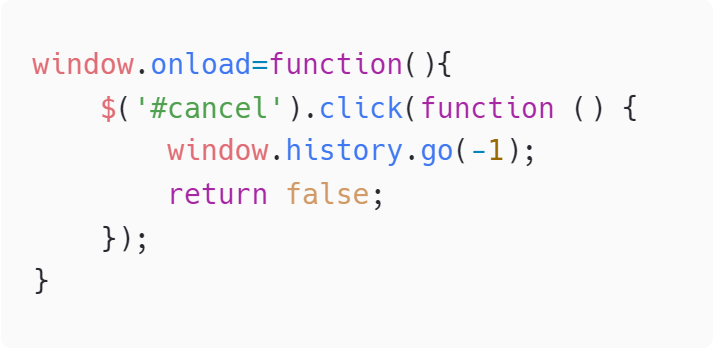 window.onload=function(){
    $('#cancel').click(function () {
        window.history.go(-1);
        return false;
    });
}